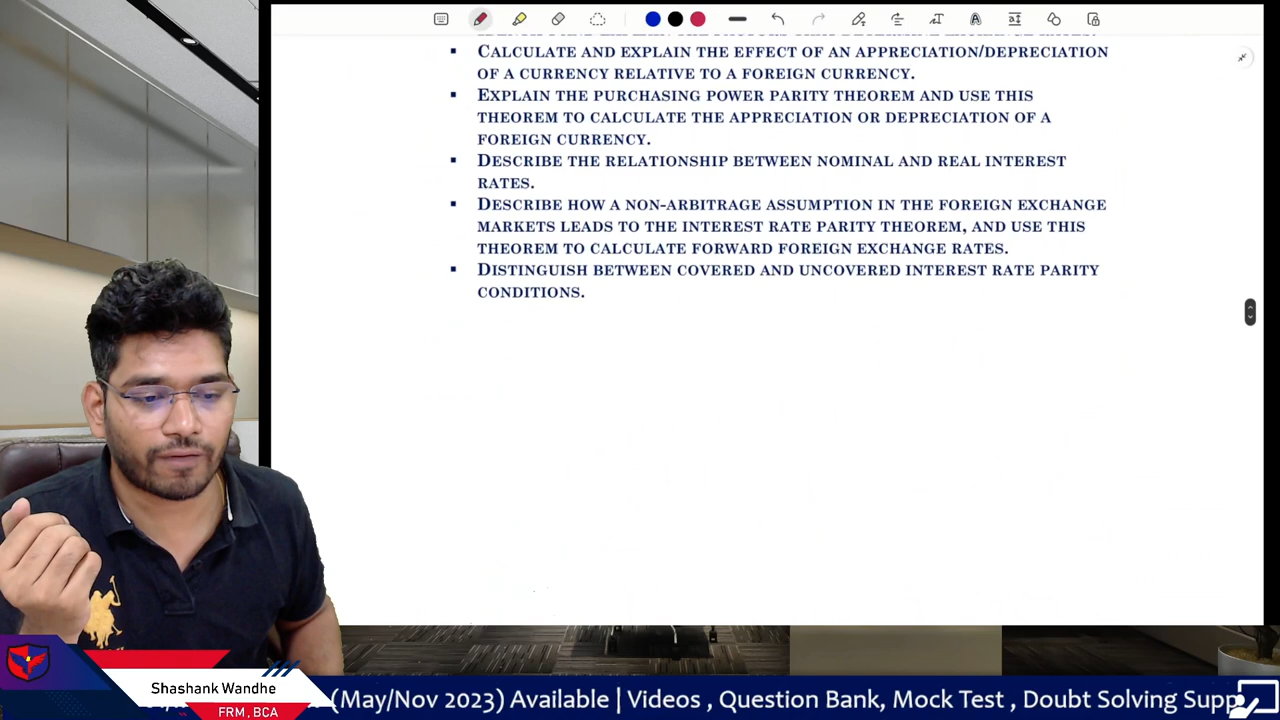 CALCULATE AND EXPLAIN THE EFFECT OF AN APPRECIATION/DEPRECIATION
OF A CURRENCY RELATIVE TO A FOREIGN CURRENCY.
EXPLAIN THE PURCHASING POWER PARITY THEOREM AND USE THIS
THEOREM TO CALCULATE THE APPRECIATION OR DEPRECIATION OF A
FOREIGN CURRENCY.
DESCRIBE THE RELATIONSHIP BETWEEN NOMINAL AND REAL INTEREST
RATES.
DESCRIBE HOW A NON-ARBITRAGE ASSUMPTION IN THE FOREIGN EXCHANGE
MARKETS LEADS TO THE INTEREST RATE PARITY THEOREM, AND USE THIS
THEOREM TO CALCULATE FORWARD FOREIGN EXCHANGE RATES.
DISTINGUISH BETWEEN COVERED AND UNCOVERED INTEREST RATE PARITY
CONDITIONS.
Shashank Wandhe
FRM, BCA
(May/Nov 2023) Available | Videos , Question Bank, Mock Test , Doubt Solving Supp